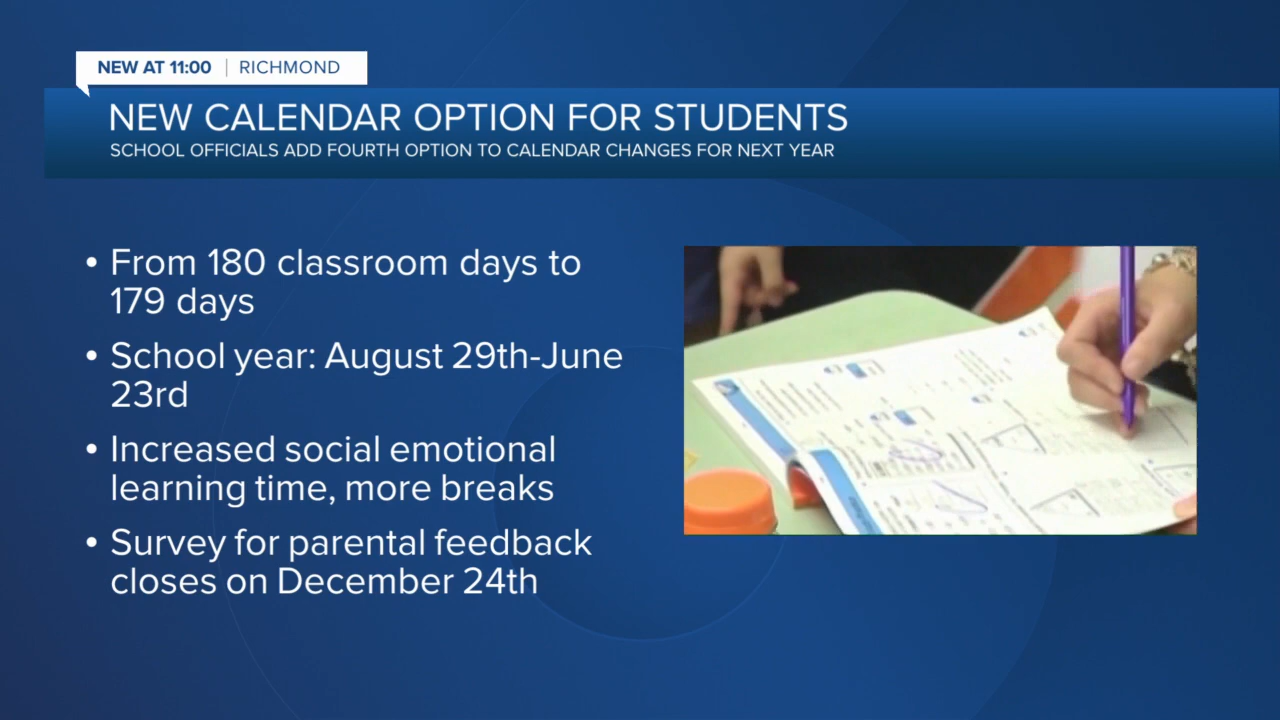 NEW AT 11:00 | RICHMOND
NEW CALENDAR OPTION FOR STUDENTS
SCHOOL OFFICIALS ADD FOURTH OPTION TO CALENDAR CHANGES FOR NEXT YEAR
• From 180 classroom days to
179 days
• School year: August 29th-June
23rd
• Increased social emotional
learning time, more breaks
• Survey for parental feedback
closes on December 24th